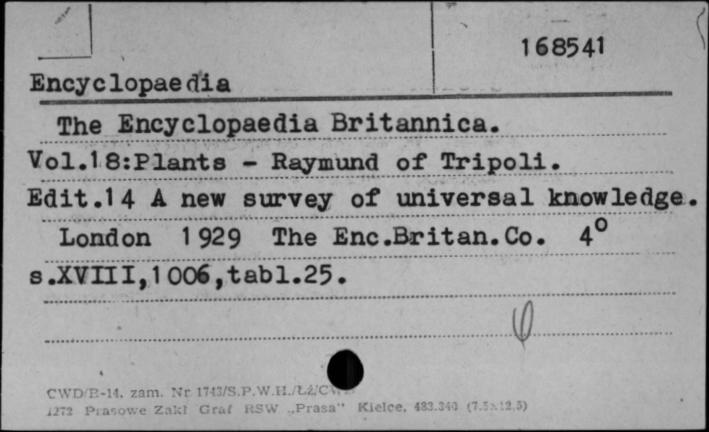 168541
Encyclopaedia
The Encyclopaedia Britannica.
Vol.18:Plants - Raymund of Tripoli.
Edit.14 A new survey of universal knowledge.
London 1929 The Enc.Britan.Co. 4°
s.XVIII,1006,tabl.25.
CWD/B-14. zam. Nr 1743/S.P.W.H./ŁŻ/CWD
1272 Prasowe Zakł Graf RSW „Prasa" Kielce, 483.340 (7.5x12.5)